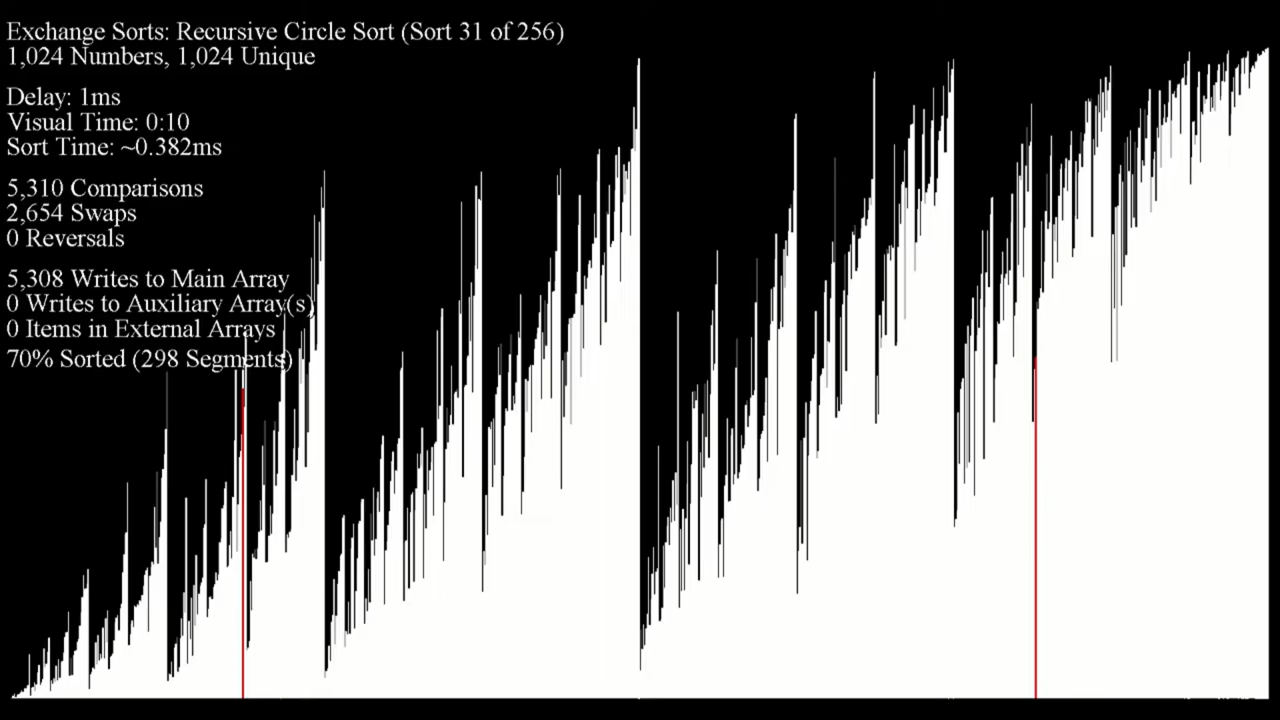 Exchange Sorts: Recursive Circle Sort (Sort 31 of 256)
1,024 Numbers, 1,024 Unique
Delay: 1ms
Visual Time: 0:10
Sort Time: ~0.382ms
5,310 Comparisons
2,654 Swaps
0 Reversals
5,308 Writes to Main Array
0 Writes to Auxiliary Array(s)
0 Items in External Arrays
70% Sorted (298 Segments)